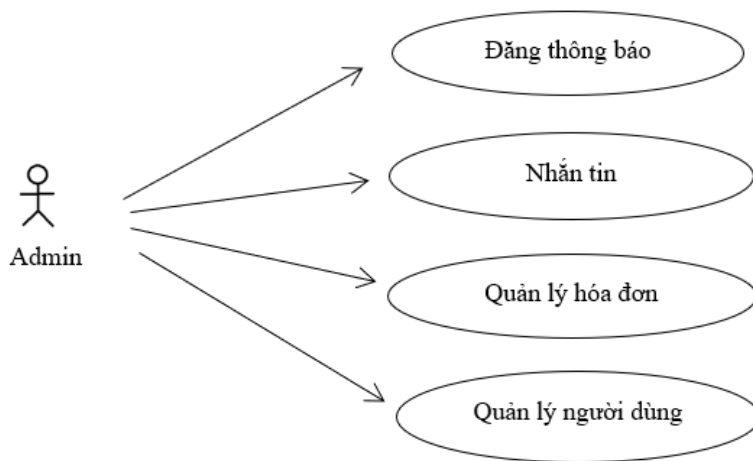 Đăng thông báo
Nhắn tin
Admin
Quản lý hóa đơn
Quản lý người dùng